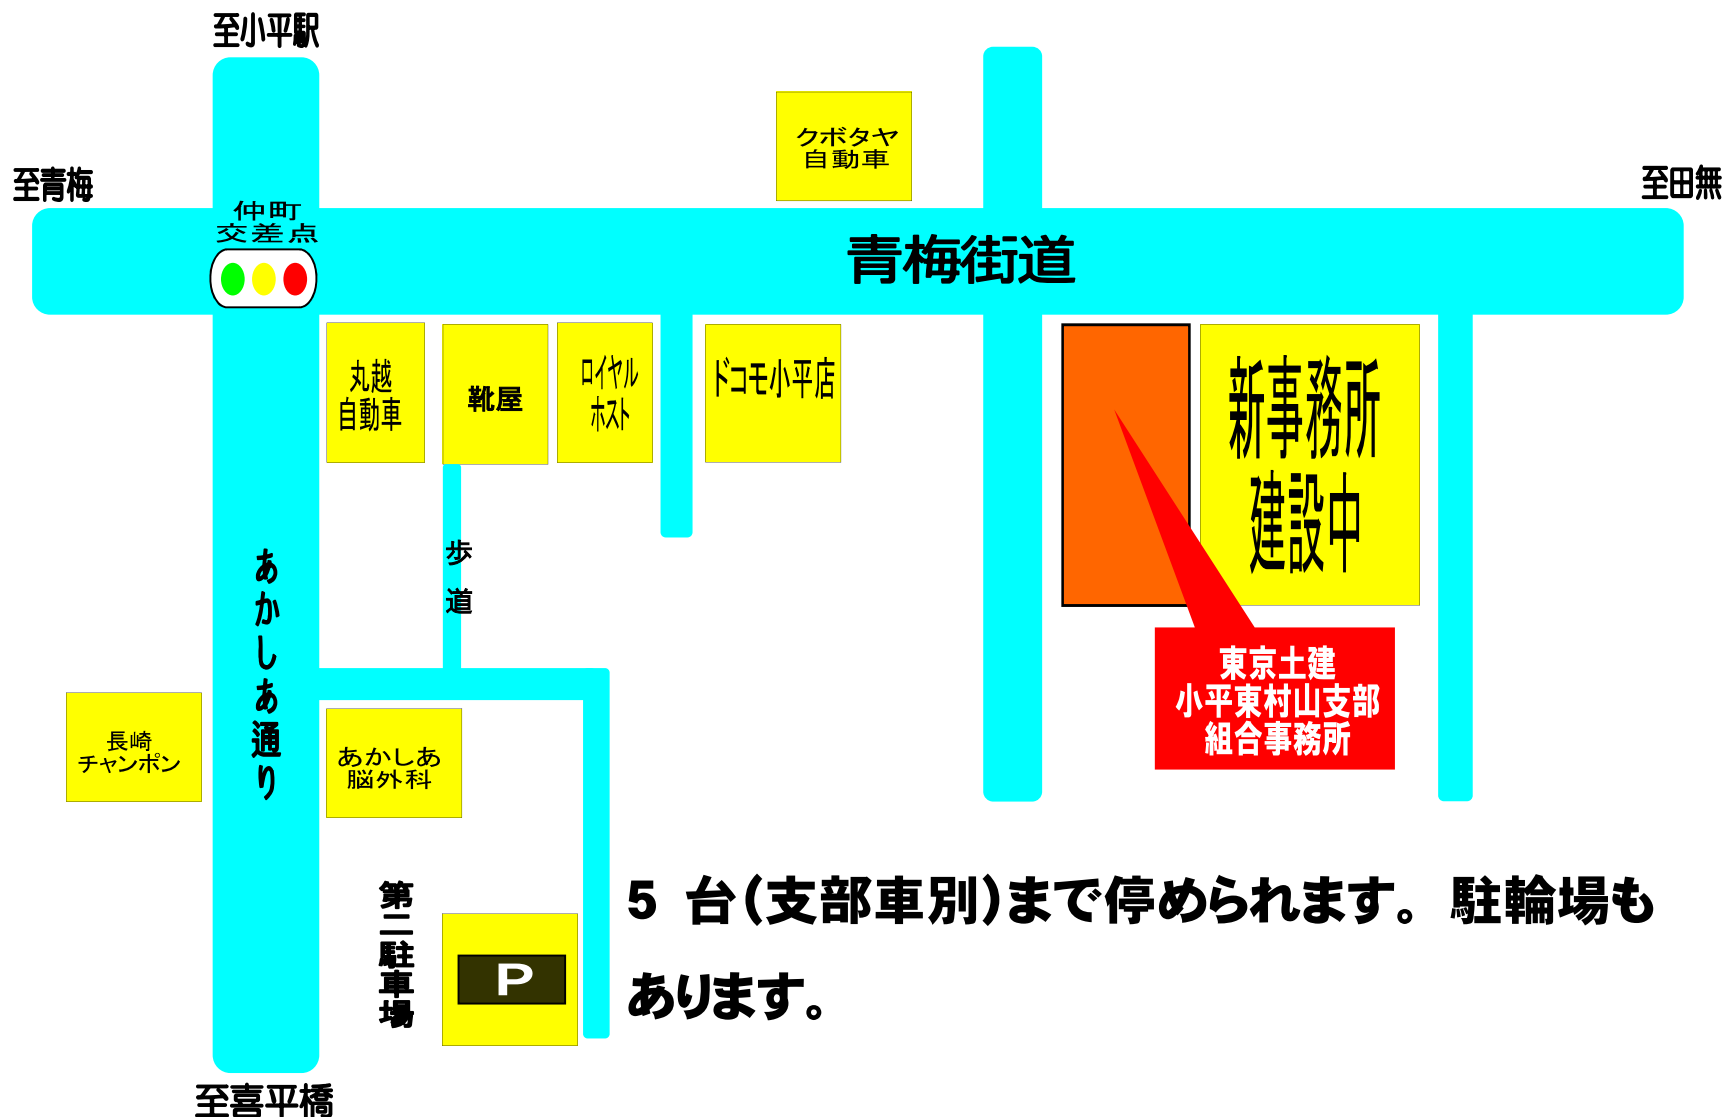 至小平駅
至青梅
至田無
クボタヤ
自動車
仲町
交差点
青梅街道
丸越
自動車
靴屋
ロイヤル
ホスト
ドコモ小平店
新事務所
建設中
歩道
あかしあ通り
東京土建
小平東村山支部
組合事務所
長崎
チャンポン
あかしあ
脳外科
第二駐車場
P
5 台(支部車別)まで停められます。駐輪場も
あります。
至喜平橋